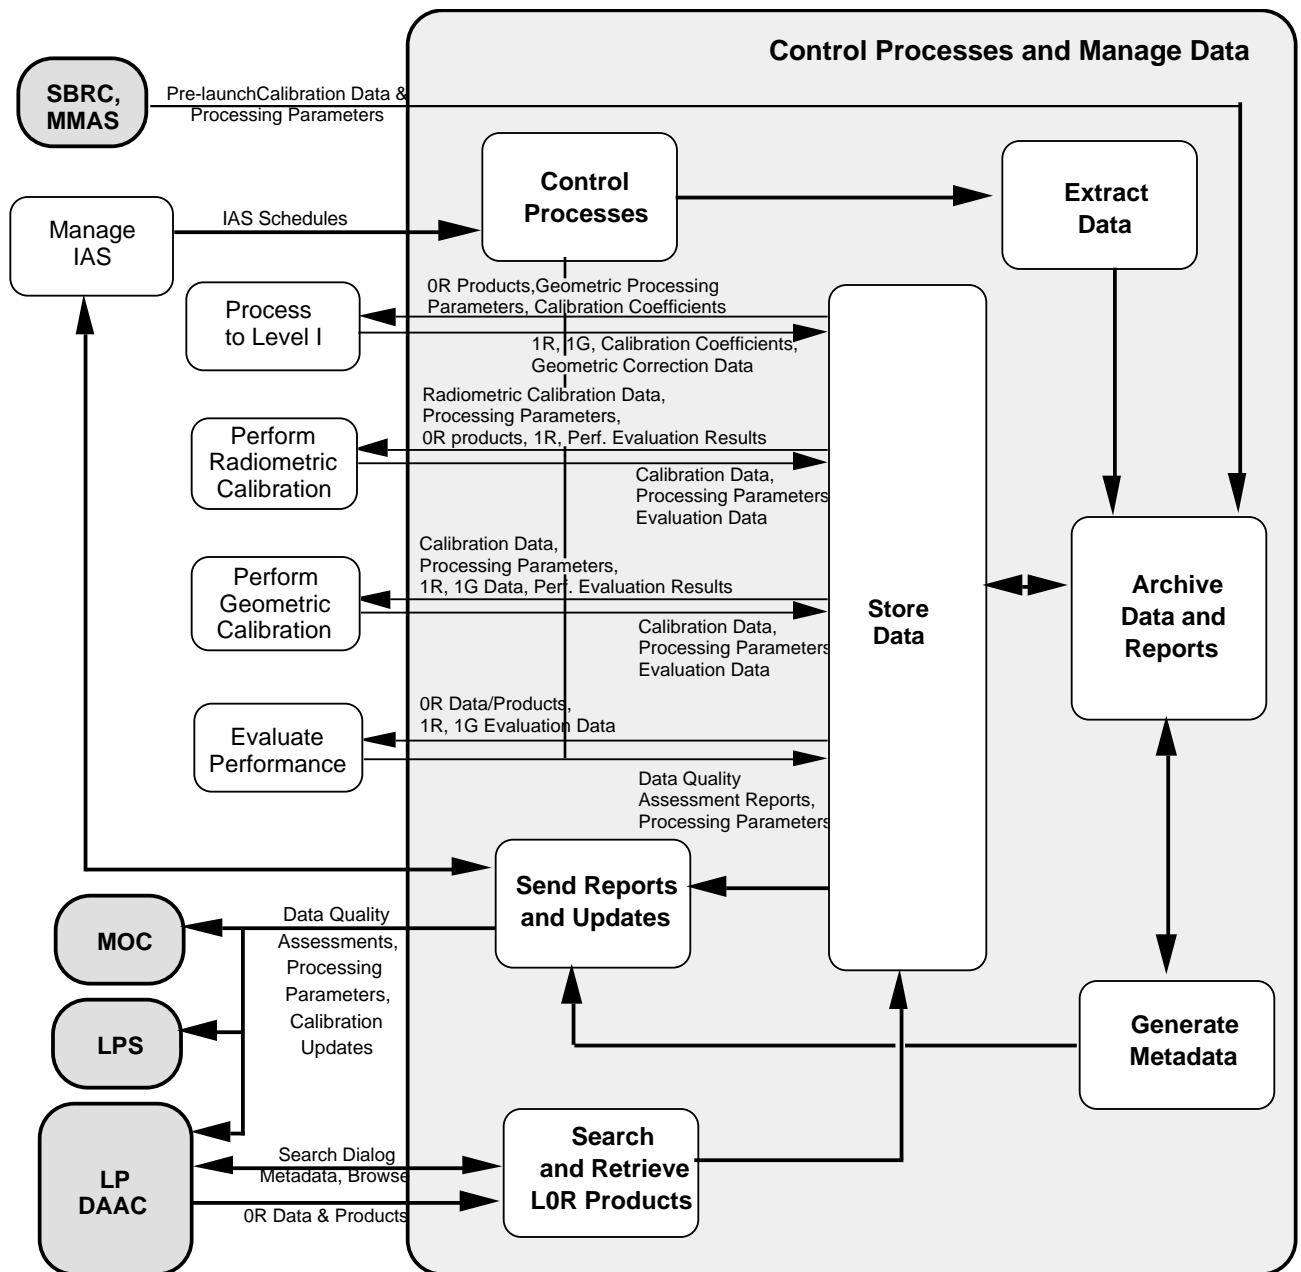 Control Processes and Manage Data
SBRC,
MMAS
Pre-launchCalibration Data &
Processing Parameters
Control
Processes
Extract
Data
Manage
IAS
IAS Schedules
Process
to Level I
0R Products,Geometric Processing
Parameters, Calibration Coefficients
1R, 1G, Calibration Coefficients,
Geometric Correction Data
Perform
Radiometric
Calibration
Radiometric Calibration Data,
Processing Parameters,
0R products, 1R, Perf. Evaluation Results
Calibration Data,
Processing Parameters
Evaluation Data
Perform
Geometric
Calibration
Calibration Data,
Processing Parameters,
1R, 1G Data, Perf. Evaluation Results
Calibration Data,
Processing Parameters
Evaluation Data
Store
Data
Archive
Data and
Reports
Evaluate
Performance
0R Data/Products,
1R, 1G Evaluation Data
Data Quality
Assessment Reports,
Processing Parameters
Send Reports
and Updates
MOC
LPS
Data Quality
Assessments,
Processing
Parameters,
Calibration
Updates
Generate
Metadata
LP
DAAC
Search Dialog
Metadata, Browse
0R Data & Products
Search
and Retrieve
L0R Products